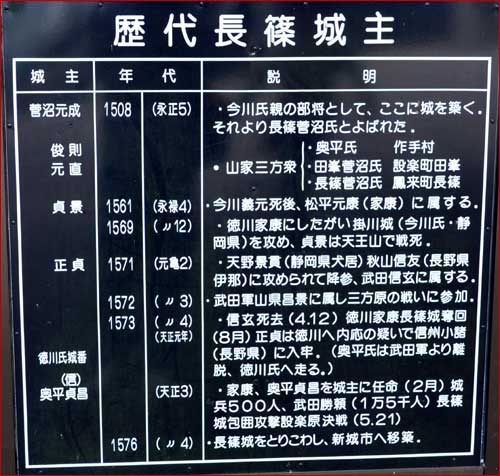 歴代長篠城主
城主 年代 説明
菅沼元成 1508 (永正5) ・今川氏親の部将として、ここに城を築く。
それより長篠菅沼氏とよばれた。
俊則 ・奥平氏 作手村
元直 ・山家三方衆 ・田峯菅沼氏 設楽町田峯
・長篠菅沼氏 鳳来町長篠
貞景 1561 (永禄4) ・今川義元死後、松平元康(家康)に属する。
1569 (〃12) ・徳川家康にしたがい掛川城(今川氏・静
岡県)を攻め、貞景は天王山で戦死。
正貞 1571 (元亀2) ・天野景貫(静岡県犬居)秋山信友(長野県
伊那)に攻められて降参、武田信玄に属する。
1572 (〃3) ・武田軍山県昌景に属し三方原の戦いに参加。
1573 (〃4) ・信玄死去(4.12)徳川家康長篠城奪回
(天正元年) (8月)正貞は徳川へ内応の疑いで信州小諸
徳川氏城番 (長野県)に入牢。(奥平氏は武田軍より離
脱、徳川氏へ走る。)
(信)
奥平貞昌 (天正3) ・家康、奥平貞昌を城主に任命(2月)城
兵500人、武田勝頼(1万5千人)長篠
城包囲攻撃設楽原決戦(5.21)
1576 (〃4) ・長篠城をとりこわし、新城市へ移築。